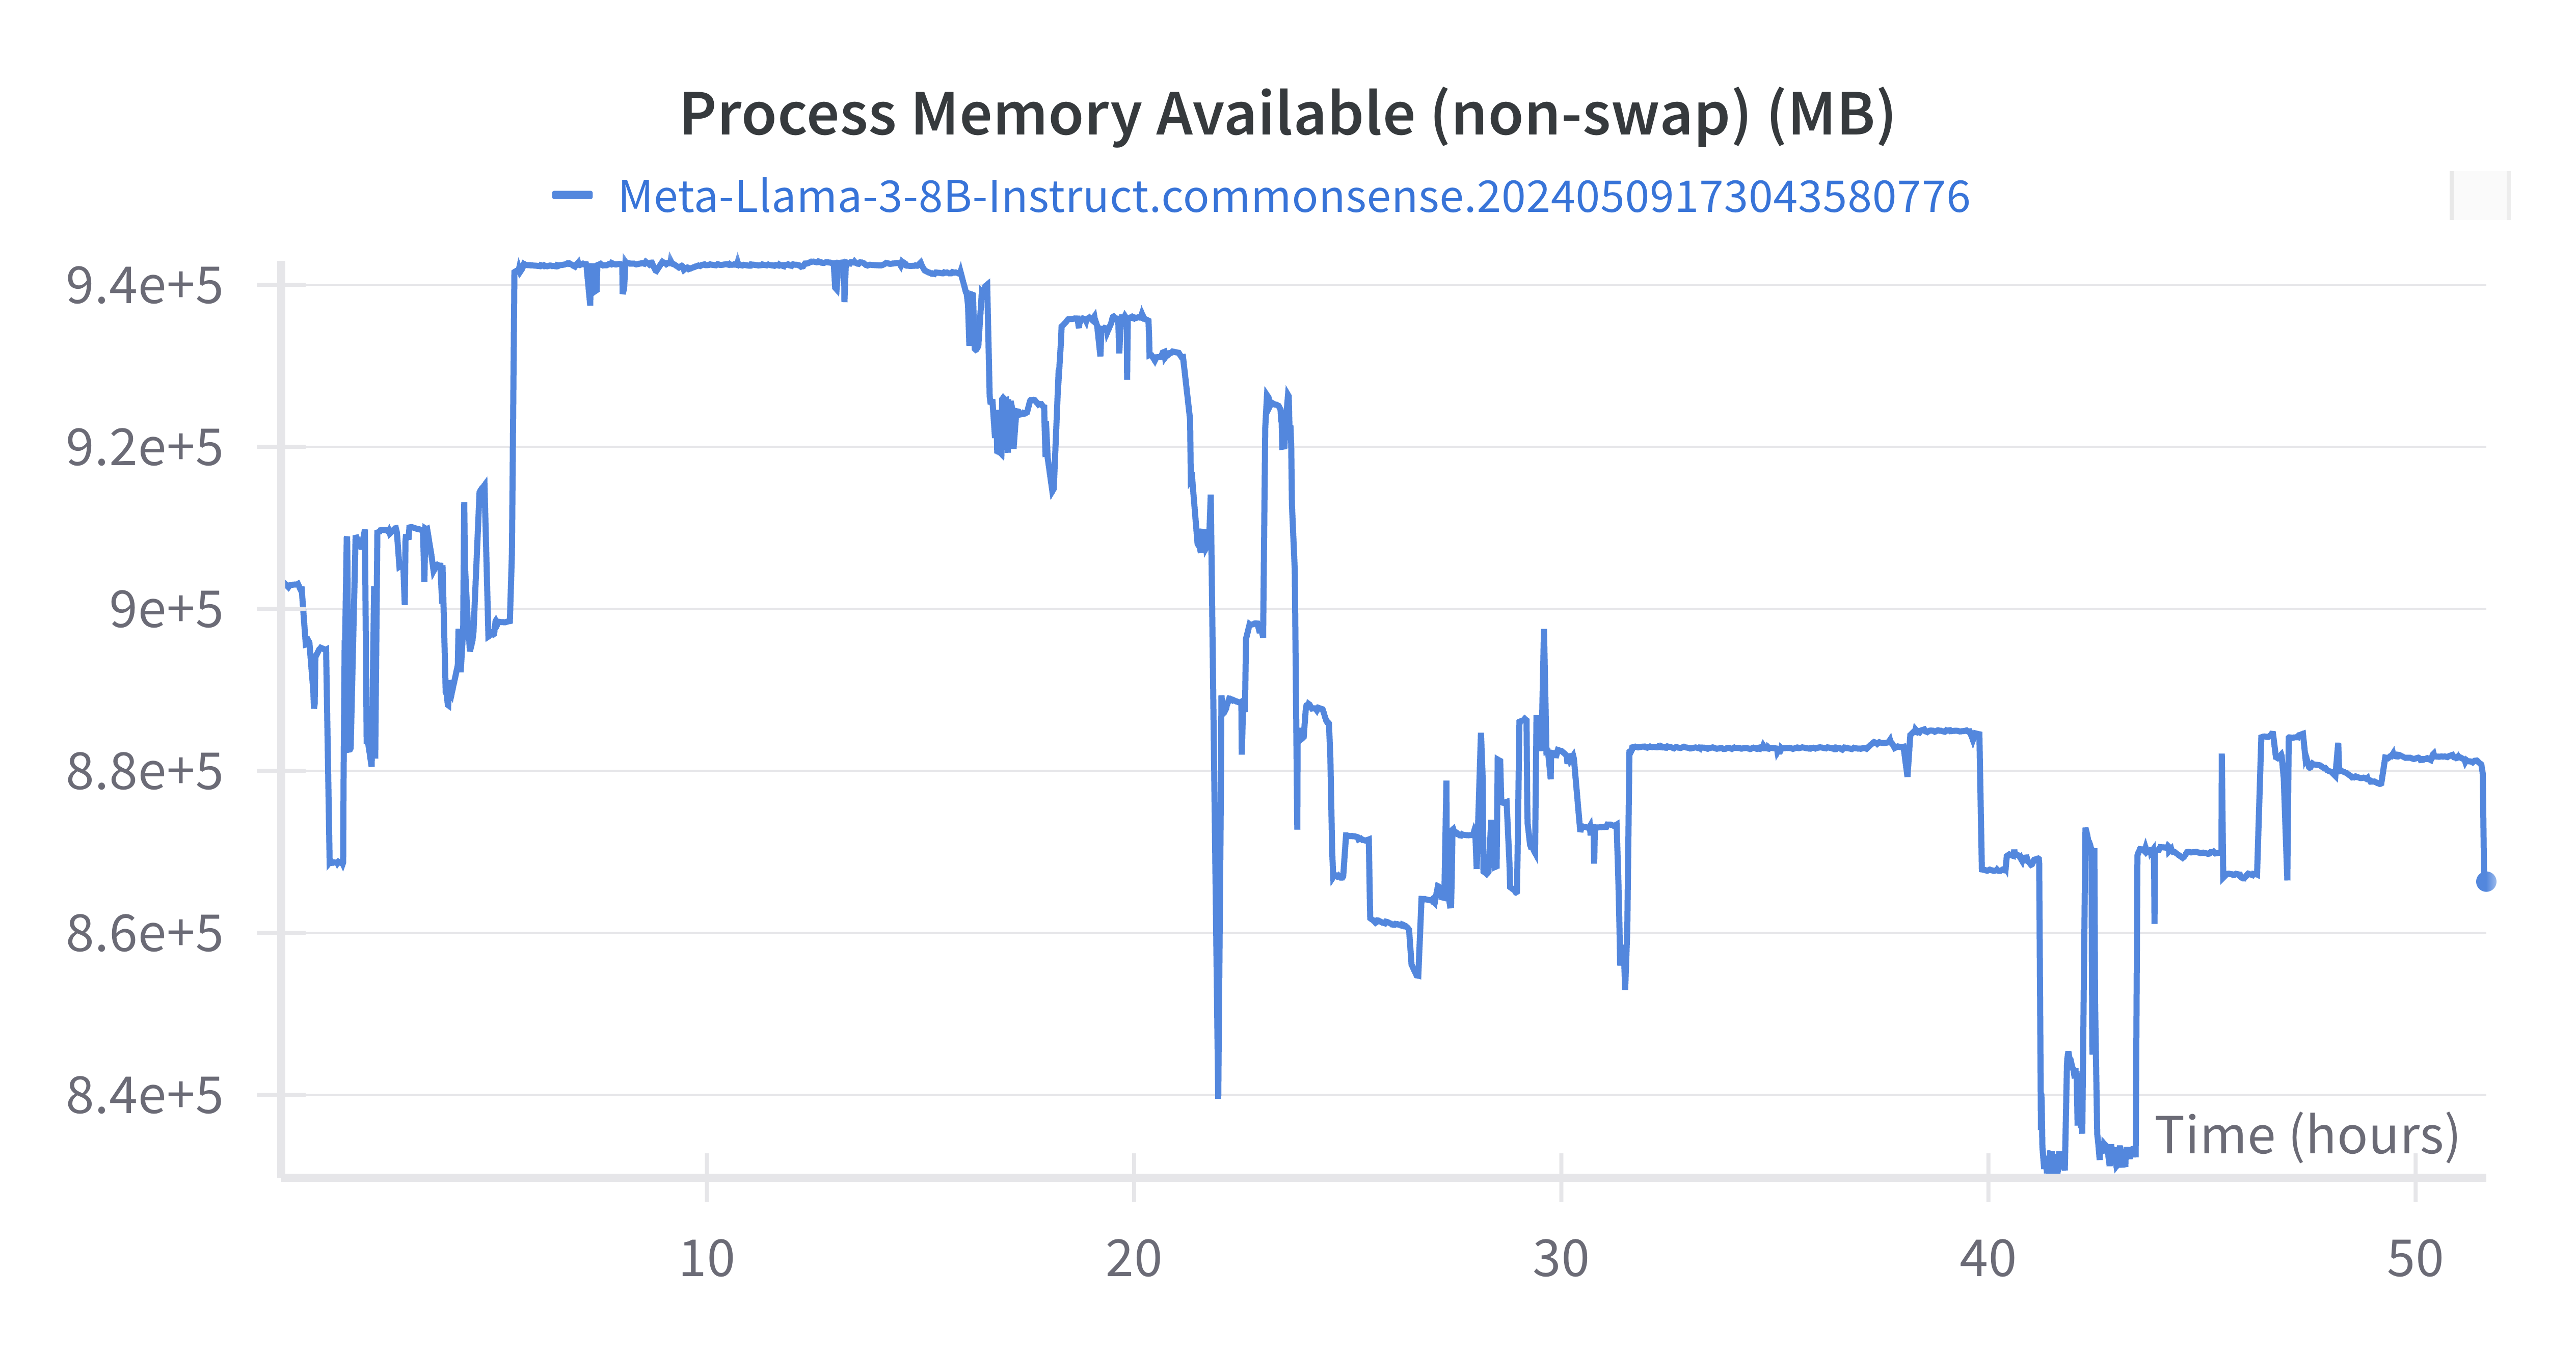 Process Memory Available (non-swap) (MB)
Meta-Llama-3-8B-Instruct.commonsense.20240509173043580776
9.4e+5
9.2e+5
9e+5
8.8e+5
8.6e+5
8.4e+5
Time (hours)
10 20 30 40 50